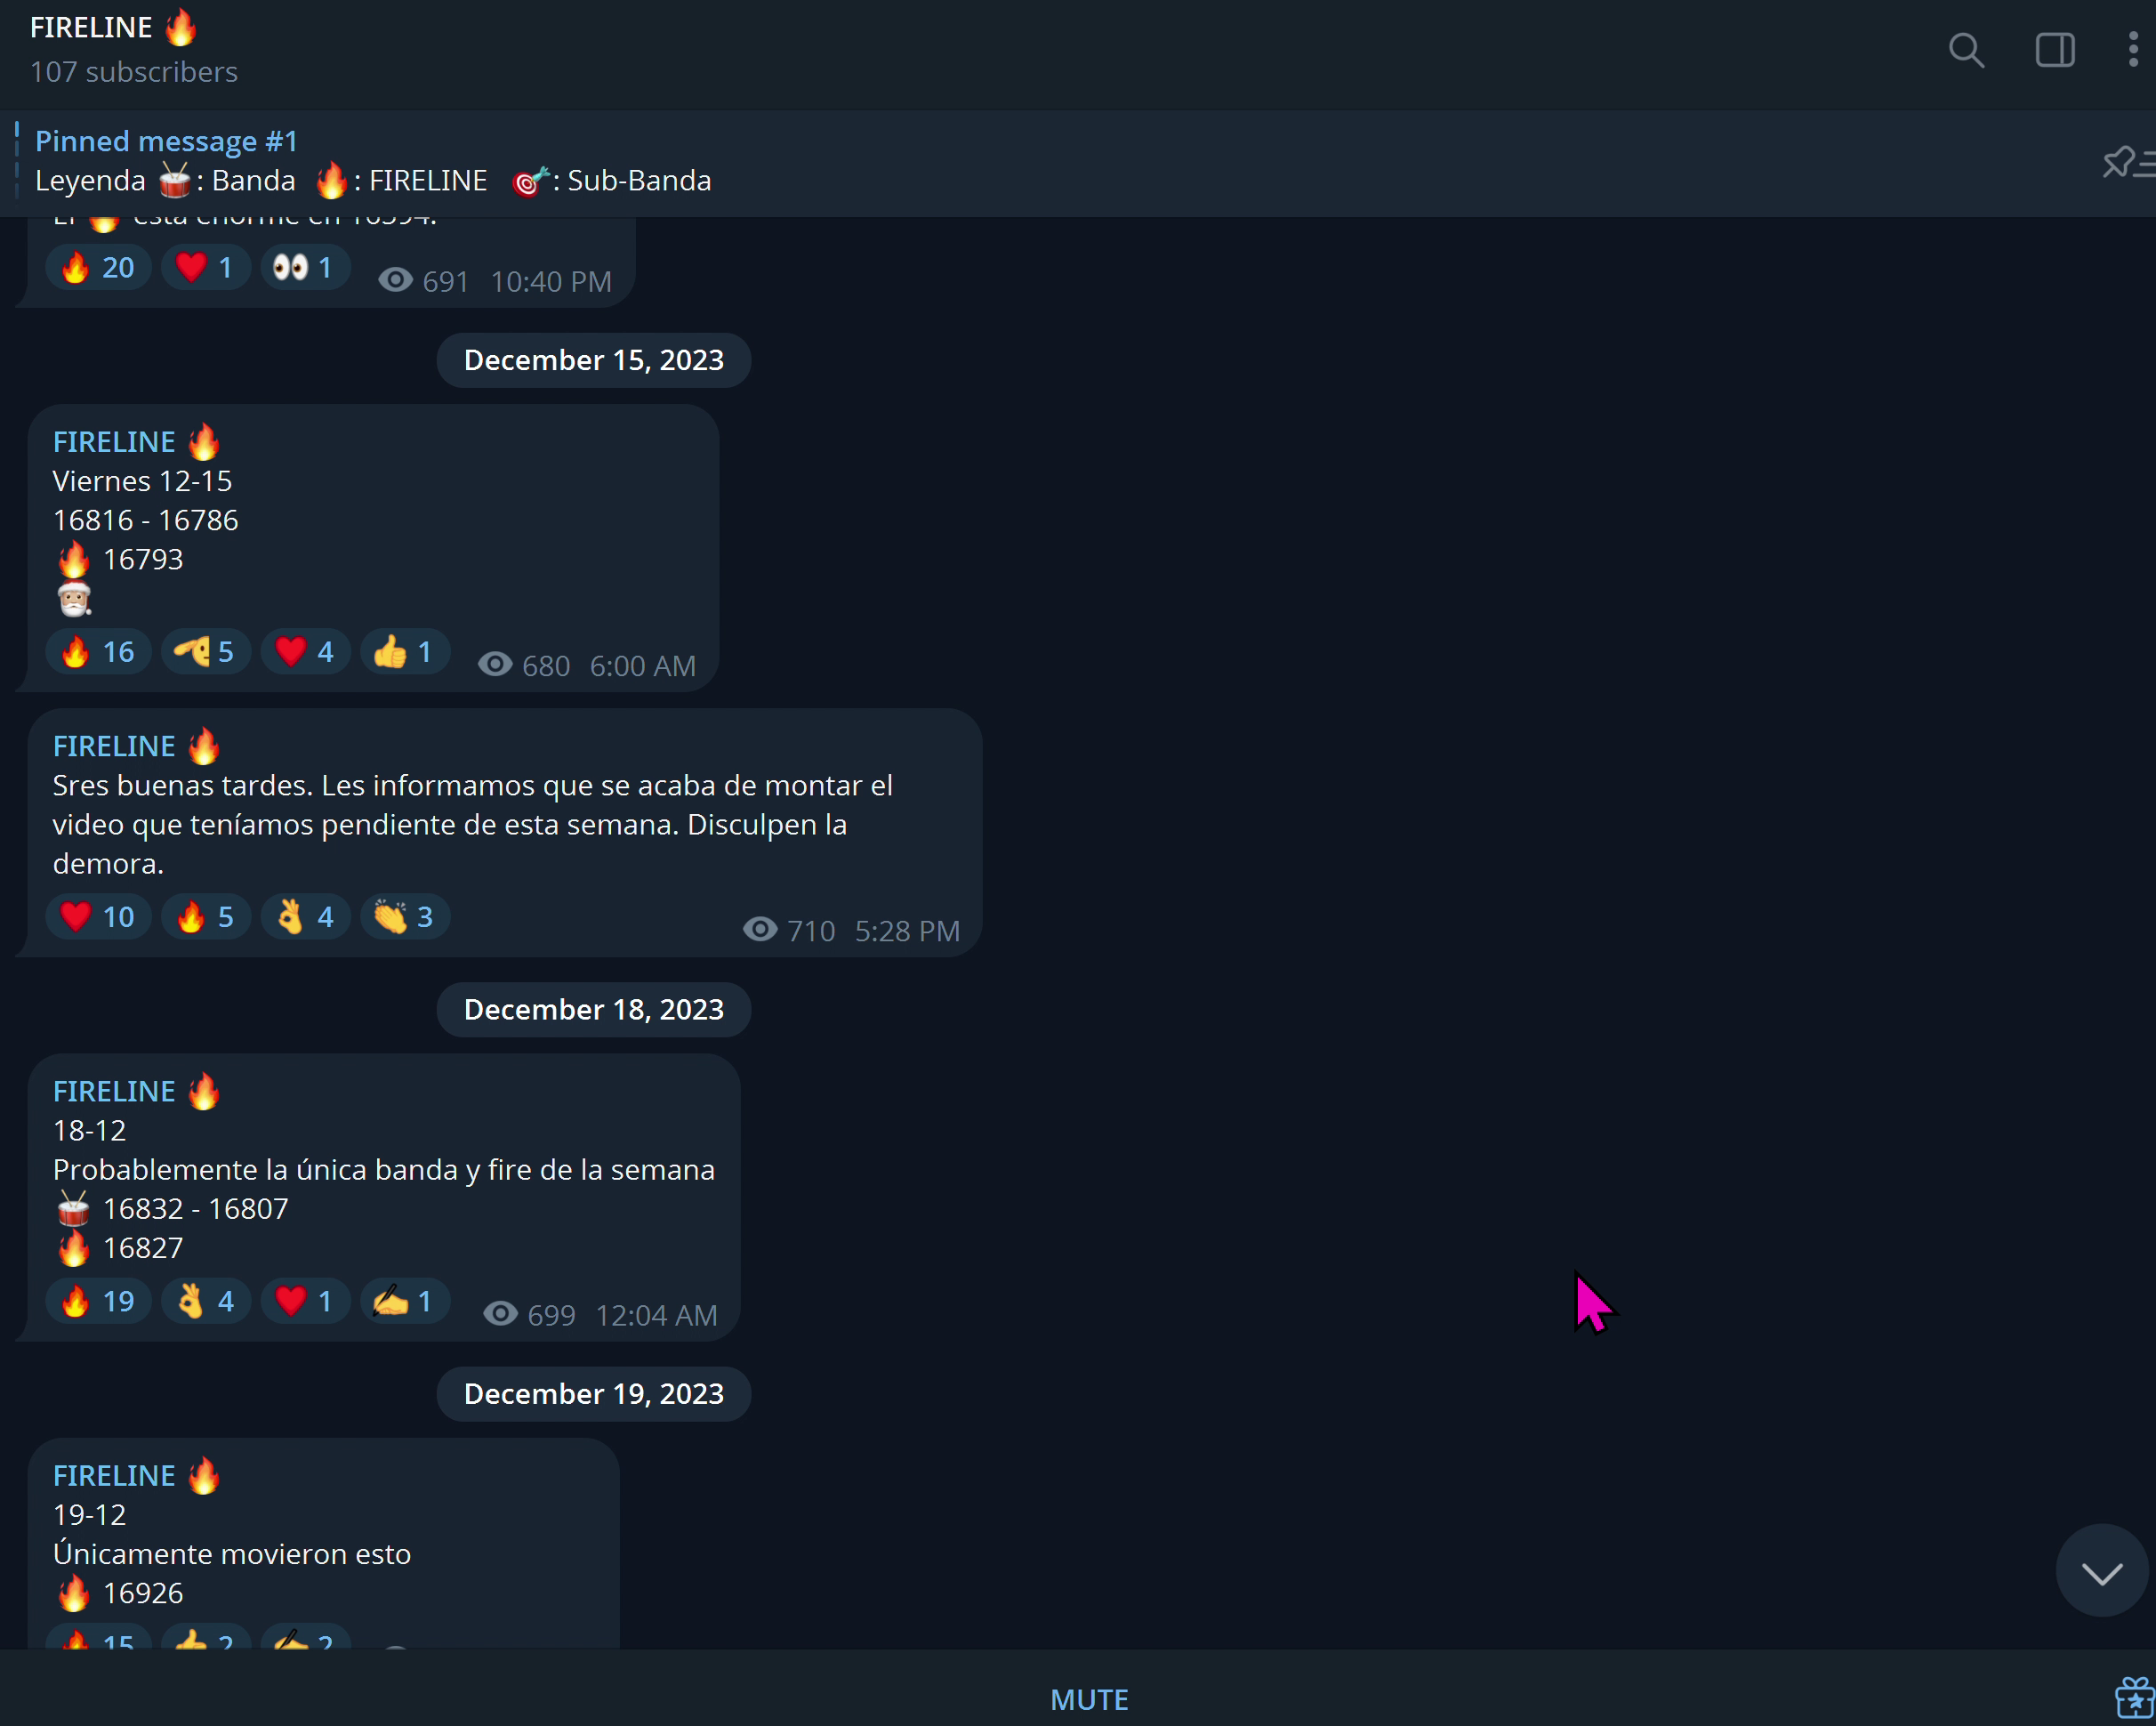 FIRELINE 🔥
107 subscribers
Pinned message #1
Leyenda 🥁: Banda 🔥: FIRELINE 🎯: Sub-Banda
El 🔥 está enorme en 16594.
🔥 20 ❤️ 1 👀 1 691 10:40 PM
December 15, 2023
FIRELINE 🔥
Viernes 12-15
16816 - 16786
🔥 16793
🎅🏼
🔥 16 🫡 5 ❤️ 4 👍 1 680 6:00 AM
FIRELINE 🔥
Sres buenas tardes. Les informamos que se acaba de montar el
video que teníamos pendiente de esta semana. Disculpen la
demora.
❤️ 10 🔥 5 👌 4 👏 3 710 5:28 PM
December 18, 2023
FIRELINE 🔥
18-12
Probablemente la única banda y fire de la semana
🥁 16832 - 16807
🔥 16827
🔥 19 👌 4 ❤️ 1 ✍️ 1 699 12:04 AM
December 19, 2023
FIRELINE 🔥
19-12
Únicamente movieron esto
🔥 16926
🔥 15 👍 2 ✍️ 2
MUTE